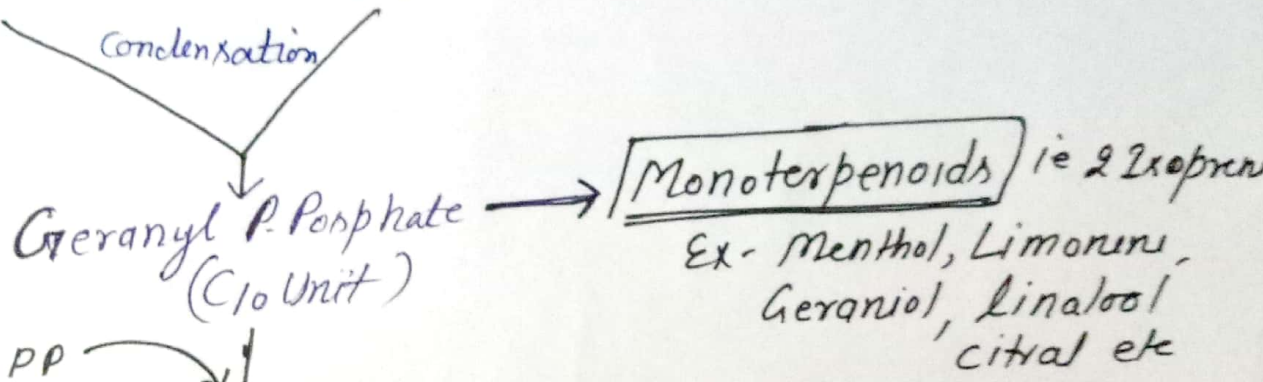 Condensation
Geranyl P. Posphate
(C10 Unit)
Monoterpenoids ie 2 Isopren
Ex- Menthol, Limonene,
Geraniol, linalool
citral etc
PP